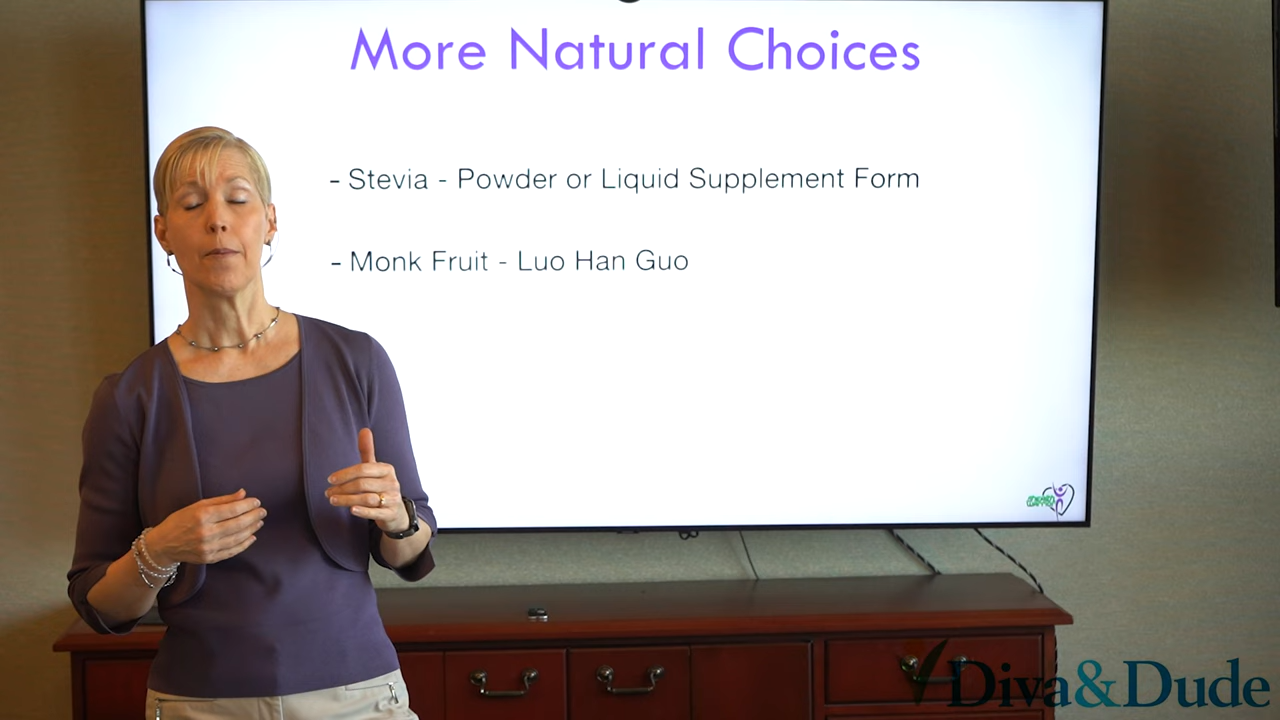 More Natural Choices
- Stevia - Powder or Liquid Supplement Form
- Monk Fruit - Luo Han Guo
Diva&Dude